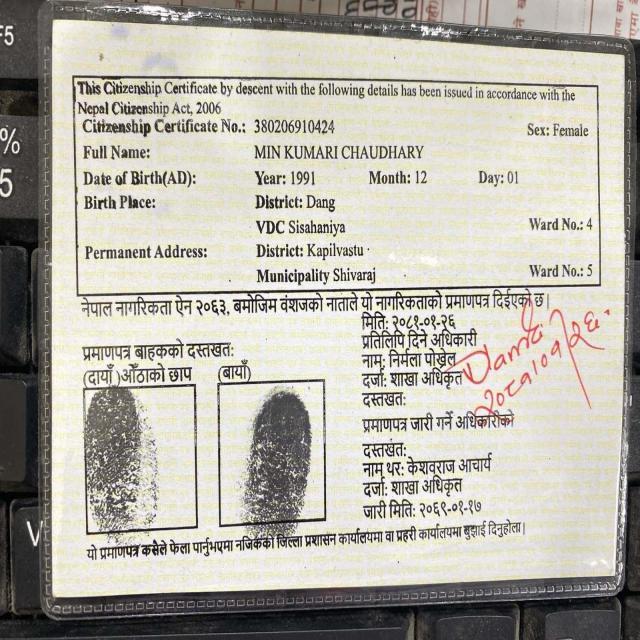 This Citizenship Certificate by descent with the following details has been issued in accordance with the
Nepal Citizenship Act, 2006
Citizenship Certificate No.: 380206910424 Sex: Female
Full Name: MIN KUMARI CHAUDHARY
Date of Birth(AD): Year: 1991 Month: 12 Day: 01
Birth Place: District: Dang
VDC Sisahaniya Ward No.: 4
Permanent Address: District: Kapilvastu
Municipality Shivaraj Ward No.: 5
नेपाल नागरिकता ऐन २०६३, बमोजिम वंशजको नाताले यो नागरिकताको प्रमाणपत्र दिईएको छ।
मिति: २०८१-०१-२६
प्रतिलिपि दिने अधिकारी
प्रमाणपत्र बाहकको दस्तखत:
नाम: निर्मला पोखेल
(दायाँ)औंठाको छाप (बायाँ)
दर्जा: शाखा अधिकृत
दस्तखत:
प्रमाणपत्र जारी गर्ने अधिकारीको
दस्तखत:
नाम थर: केशवराज आचार्य
दर्जा: शाखा अधिकृत
जारी मिति: २०६९-०१-१७
यो प्रमाणपत्र कसैले फेला पार्नुभएमा नजिकको जिल्ला प्रशासन कार्यालयमा वा प्रहरी कार्यालयमा बुझाई दिनुहोला।
F5
%
5
V